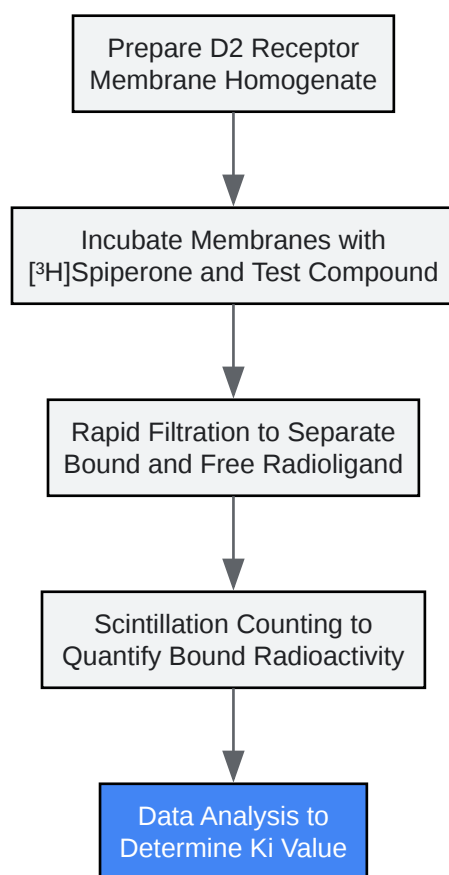 Prepare D2 Receptor
Membrane Homogenate
Incubate Membranes with
[³H]Spiperone and Test Compound
Rapid Filtration to Separate
Bound and Free Radioligand
Scintillation Counting to
Quantify Bound Radioactivity
Data Analysis to
Determine Ki Value